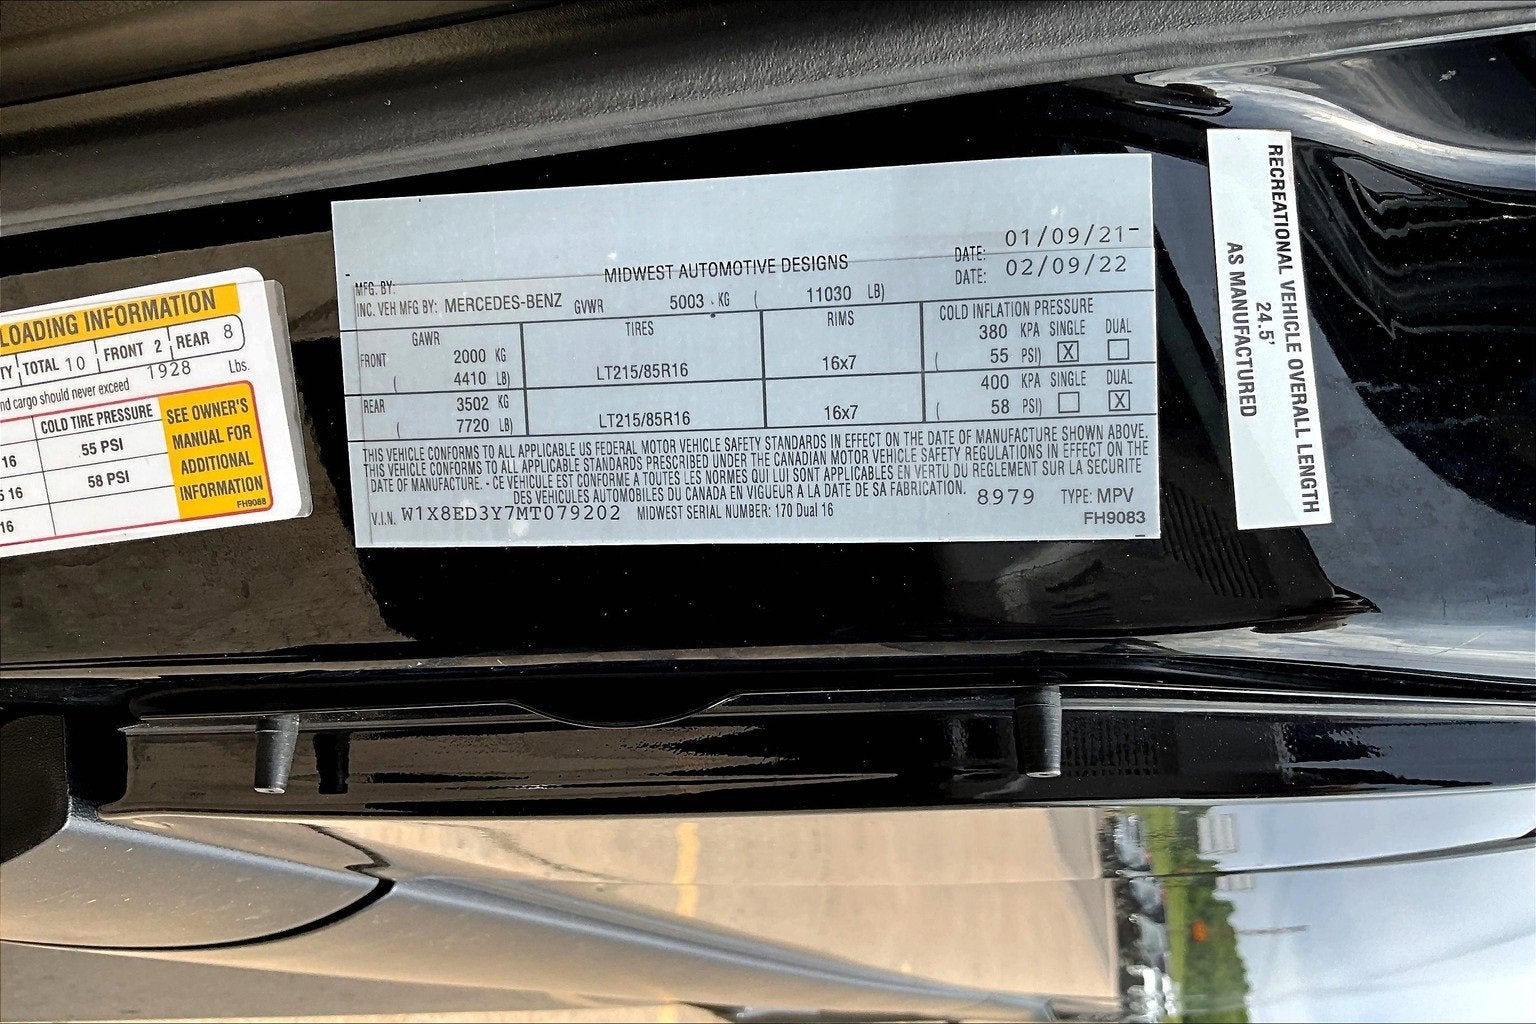 LOADING INFORMATION
TOTAL 10 FRONT 2 REAR 8
cargo should never exceed 1928 Lbs.
COLD TIRE PRESSURE
16 55 PSI
16 58 PSI
16
SEE OWNER'S
MANUAL FOR
ADDITIONAL
INFORMATION
FH9088
MFG. BY: MIDWEST AUTOMOTIVE DESIGNS DATE: 01/09/21-
INC. VEH MFG BY: MERCEDES-BENZ DATE: 02/09/22
GVWR 5003 KG ( 11030 LB)
GAWR TIRES RIMS COLD INFLATION PRESSURE
FRONT 2000 KG LT215/85R16 16x7 380 KPA SINGLE DUAL
( 4410 LB) ( 55 PSI) X
REAR 3502 KG LT215/85R16 16x7 400 KPA SINGLE DUAL
( 7720 LB) ( 58 PSI) X
THIS VEHICLE CONFORMS TO ALL APPLICABLE US FEDERAL MOTOR VEHICLE SAFETY STANDARDS IN EFFECT ON THE DATE OF MANUFACTURE SHOWN ABOVE.
THIS VEHICLE CONFORMS TO ALL APPLICABLE STANDARDS PRESCRIBED UNDER THE CANADIAN MOTOR VEHICLE SAFETY REGULATIONS IN EFFECT ON THE
DATE OF MANUFACTURE. - CE VEHICULE EST CONFORME A TOUTES LES NORMES QUI LUI SONT APPLICABLES EN VERTU DU REGLEMENT SUR LA SECURITE
DES VEHICULES AUTOMOBILES DU CANADA EN VIGUEUR A LA DATE DE SA FABRICATION. 8979 TYPE: MPV
V.I.N. W1X8ED3Y7MT079202 MIDWEST SERIAL NUMBER: 170 Dual 16
FH9083
RECREATIONAL VEHICLE OVERALL LENGTH
24.5'
AS MANUFACTURED